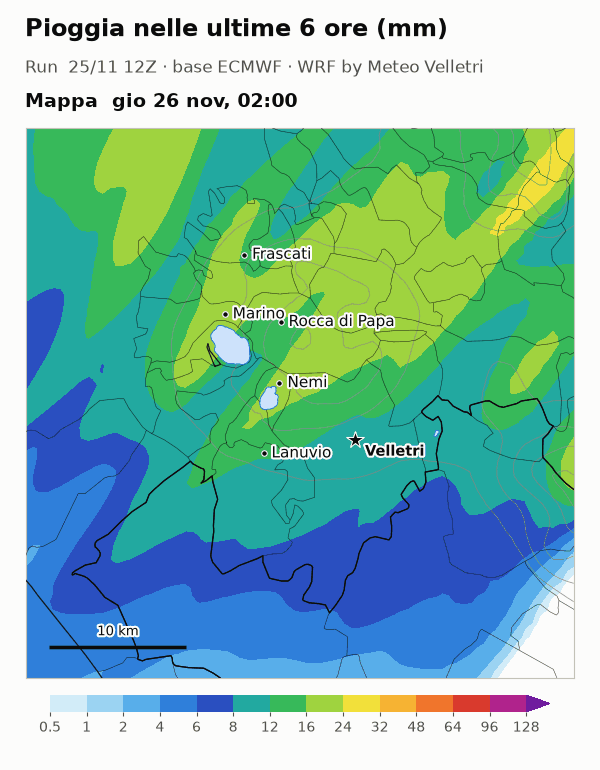 Pioggia nelle ultime 6 ore (mm)
Run 25/11 12Z · base ECMWF · WRF by Meteo Velletri
Mappa gio 26 nov, 02:00
Frascati
Marino
Rocca di Papa
Nemi
Velletri
Lanuvio
10 km
0.5 1 2 4 6 8 12 16 24 32 48 64 96 128